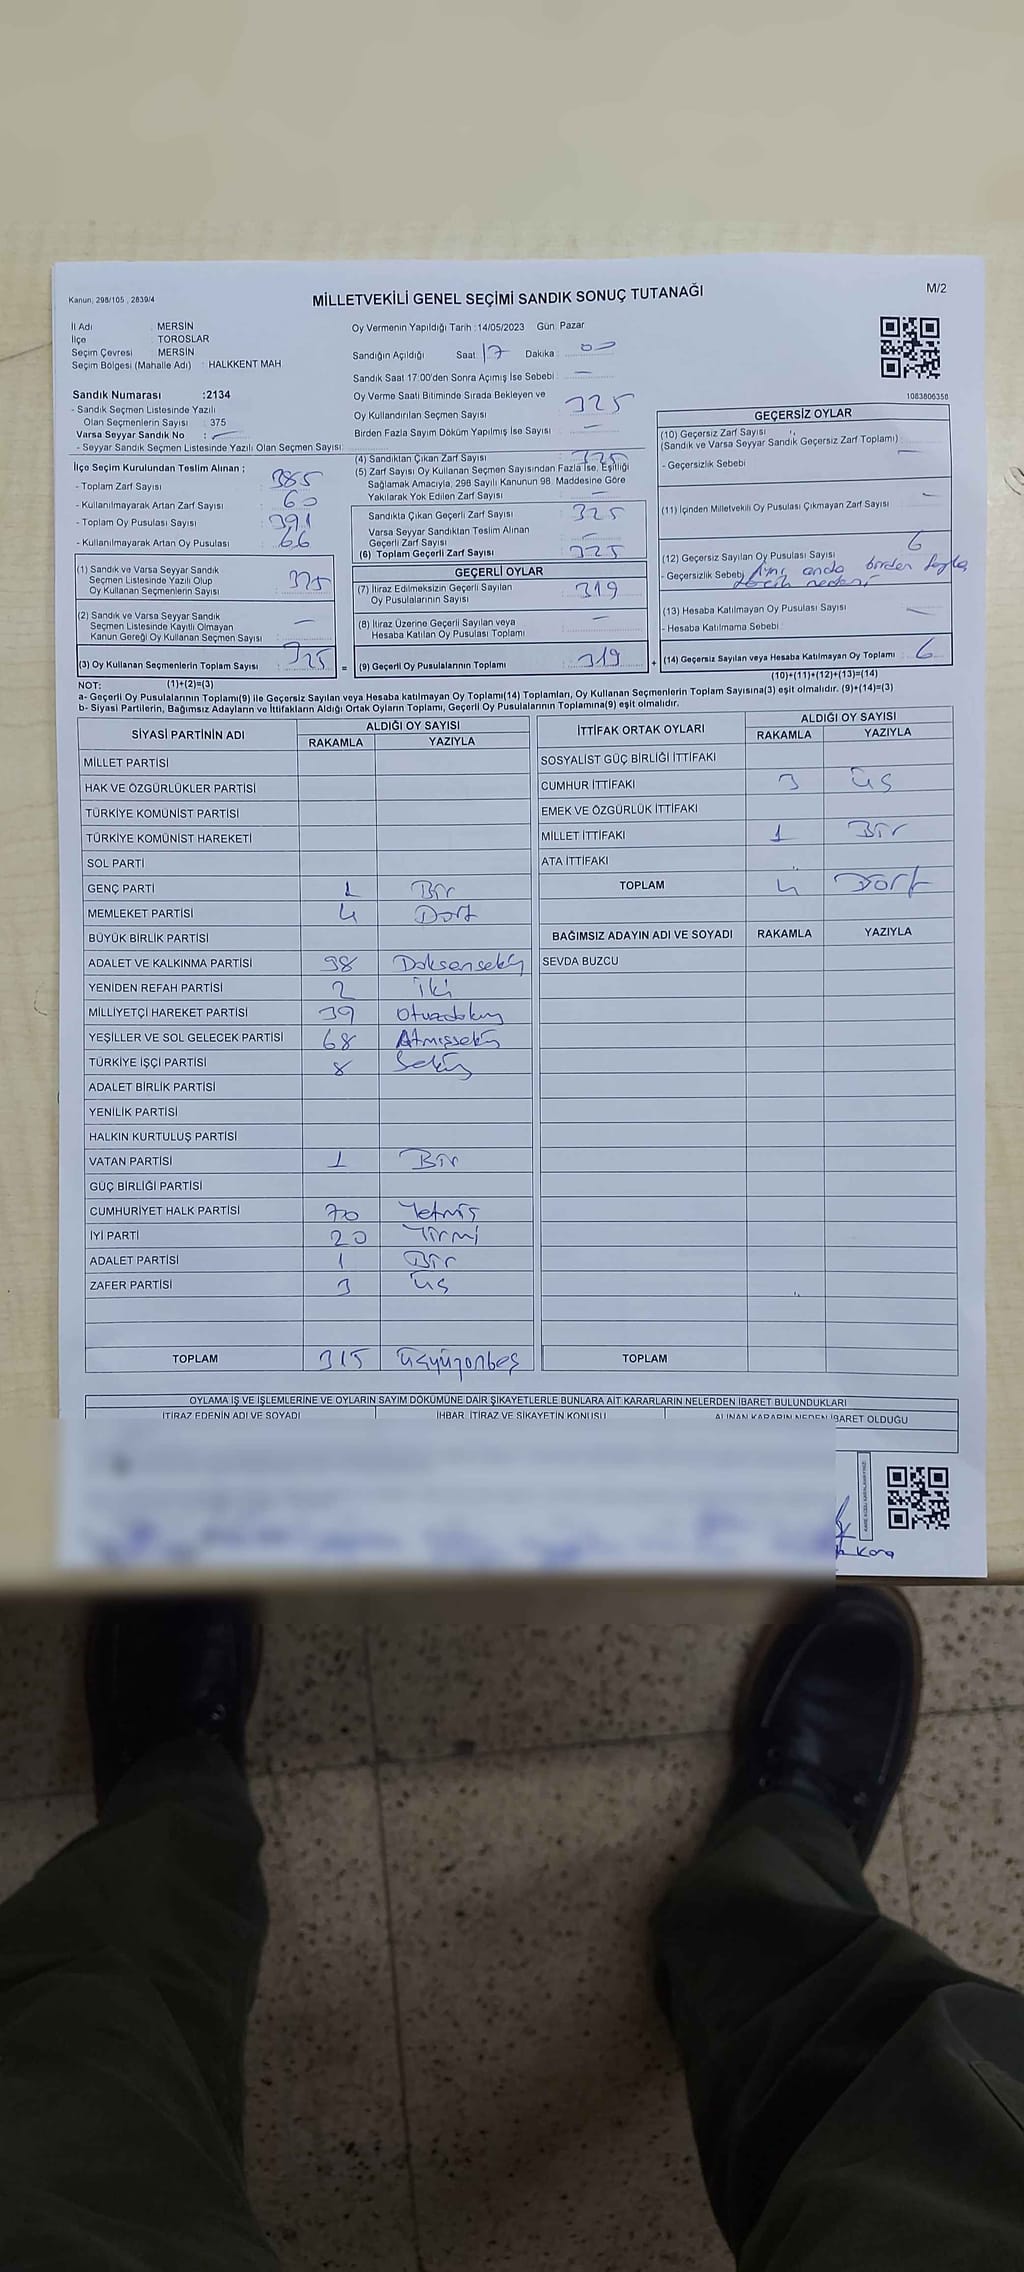 Kanun; 298/105 , 2839/4
MİLLETVEKİLİ GENEL SEÇİMİ SANDIK SONUÇ TUTANAĞI
M/2
İl Adı : MERSİN
İlçe : TOROSLAR
Seçim Çevresi : MERSİN
Seçim Bölgesi (Mahalle Adı) : HALKKENT MAH
Sandık Numarası :2134
- Sandık Seçmen Listesinde Yazılı
Olan Seçmenlerin Sayısı : 375
Varsa Seyyar Sandık No : —
- Seyyar Sandık Seçmen Listesinde Yazılı Olan Seçmen Sayısı:
Oy Vermenin Yapıldığı Tarih :14/05/2023 Gün: Pazar
Sandığın Açıldığı Saat 17 Dakika : 00
Sandık Saat 17:00'den Sonra Açımış İse Sebebi : —
Oy Verme Saati Bitiminde Sırada Bekleyen ve
Oy Kullandırılan Seçmen Sayısı : 325
Birden Fazla Sayım Döküm Yapılmış İse Sayısı : —
1083806358
İlçe Seçim Kurulundan Teslim Alınan ;
- Toplam Zarf Sayısı : 385
- Kullanılmayarak Artan Zarf Sayısı : 60
- Toplam Oy Pusulası Sayısı : 391
- Kullanılmayarak Artan Oy Pusulası : 66
(1) Sandık ve Varsa Seyyar Sandık
Seçmen Listesinde Yazılı Olup
Oy Kullanan Seçmenlerin Sayısı : 325
(2) Sandık ve Varsa Seyyar Sandık
Seçmen Listesinde Kayıtlı Olmayan
Kanun Gereği Oy Kullanan Seçmen Sayısı : —
(3) Oy Kullanan Seçmenlerin Toplam Sayısı : 325
(1)+(2)=(3)
(4) Sandıktan Çıkan Zarf Sayısı : 325
(5) Zarf Sayısı Oy Kullanan Seçmen Sayısından Fazla İse, Eşitliği
Sağlamak Amacıyla, 298 Sayılı Kanunun 98. Maddesine Göre
Yakılarak Yok Edilen Zarf Sayısı : —
Sandıkta Çıkan Geçerli Zarf Sayısı : 325
Varsa Seyyar Sandıktan Teslim Alınan
Geçerli Zarf Sayısı : —
(6) Toplam Geçerli Zarf Sayısı : 325
GEÇERLİ OYLAR
(7) İtiraz Edilmeksizin Geçerli Sayılan
Oy Pusulalarının Sayısı : 319
(8) İtiraz Üzerine Geçerli Sayılan veya
Hesaba Katılan Oy Pusulası Toplamı : —
= (9) Geçerli Oy Pusulalarının Toplamı : 319
GEÇERSİZ OYLAR
(10) Geçersiz Zarf Sayısı
(Sandık ve Varsa Seyyar Sandık Geçersiz Zarf Toplamı) : —
- Geçersizlik Sebebi
(11) İçinden Milletvekili Oy Pusulası Çıkmayan Zarf Sayısı : —
(12) Geçersiz Sayılan Oy Pusulası Sayısı : 6
- Geçersizlik Sebebi Aynı anda birden fazla
tercih nedeni
(13) Hesaba Katılmayan Oy Pusulası Sayısı : —
- Hesaba Katılmama Sebebi :
+ (14) Geçersiz Sayılan veya Hesaba Katılmayan Oy Toplamı : 6
(10)+(11)+(12)+(13)=(14)
NOT:
a- Geçerli Oy Pusulalarının Toplamı(9) ile Geçersiz Sayılan veya Hesaba katılmayan Oy Toplamı(14) Toplamları, Oy Kullanan Seçmenlerin Toplam Sayısına(3) eşit olmalıdır. (9)+(14)=(3)
b- Siyasi Partilerin, Bağımsız Adayların ve İttifakların Aldığı Ortak Oyların Toplamı, Geçerli Oy Pusulalarının Toplamına(9) eşit olmalıdır.
SİYASİ PARTİNİN ADI ALDIĞI OY SAYISI
RAKAMLA YAZIYLA
MİLLET PARTİSİ
HAK VE ÖZGÜRLÜKLER PARTİSİ
TÜRKİYE KOMÜNİST PARTİSİ
TÜRKİYE KOMÜNİST HAREKETİ
SOL PARTİ
GENÇ PARTİ 1 Bir
MEMLEKET PARTİSİ 4 Dört
BÜYÜK BİRLİK PARTİSİ
ADALET VE KALKINMA PARTİSİ 98 Doksansekiz
YENİDEN REFAH PARTİSİ 2 İki
MİLLİYETÇİ HAREKET PARTİSİ 39 Otuzdokuz
YEŞİLLER VE SOL GELECEK PARTİSİ 68 Atmışsekiz
TÜRKİYE İŞÇİ PARTİSİ 8 Sekiz
ADALET BİRLİK PARTİSİ
YENİLİK PARTİSİ
HALKIN KURTULUŞ PARTİSİ
VATAN PARTİSİ 1 Bir
GÜÇ BİRLİĞİ PARTİSİ
CUMHURİYET HALK PARTİSİ 70 Yetmiş
İYİ PARTİ 20 Yirmi
ADALET PARTİSİ 1 Bir
ZAFER PARTİSİ 3 Üç
TOPLAM 315 Üçyüzonbeş
İTTİFAK ORTAK OYLARI ALDIĞI OY SAYISI
RAKAMLA YAZIYLA
SOSYALİST GÜÇ BİRLİĞİ İTTİFAKI
CUMHUR İTTİFAKI 3 Üç
EMEK VE ÖZGÜRLÜK İTTİFAKI
MİLLET İTTİFAKI 1 Bir
ATA İTTİFAKI
TOPLAM 4 Dört
BAĞIMSIZ ADAYIN ADI VE SOYADI RAKAMLA YAZIYLA
SEVDA BUZCU
TOPLAM
OYLAMA İŞ VE İŞLEMLERİNE VE OYLARIN SAYIM DÖKÜMÜNE DAİR ŞİKAYETLERLE BUNLARA AİT KARARLARIN NELERDEN İBARET BULUNDUKLARI
İTİRAZ EDENİN ADI VE SOYADI İHBAR, İTİRAZ VE ŞİKAYETİN KONUSU ALINAN KARARIN NEDEN İBARET OLDUĞU